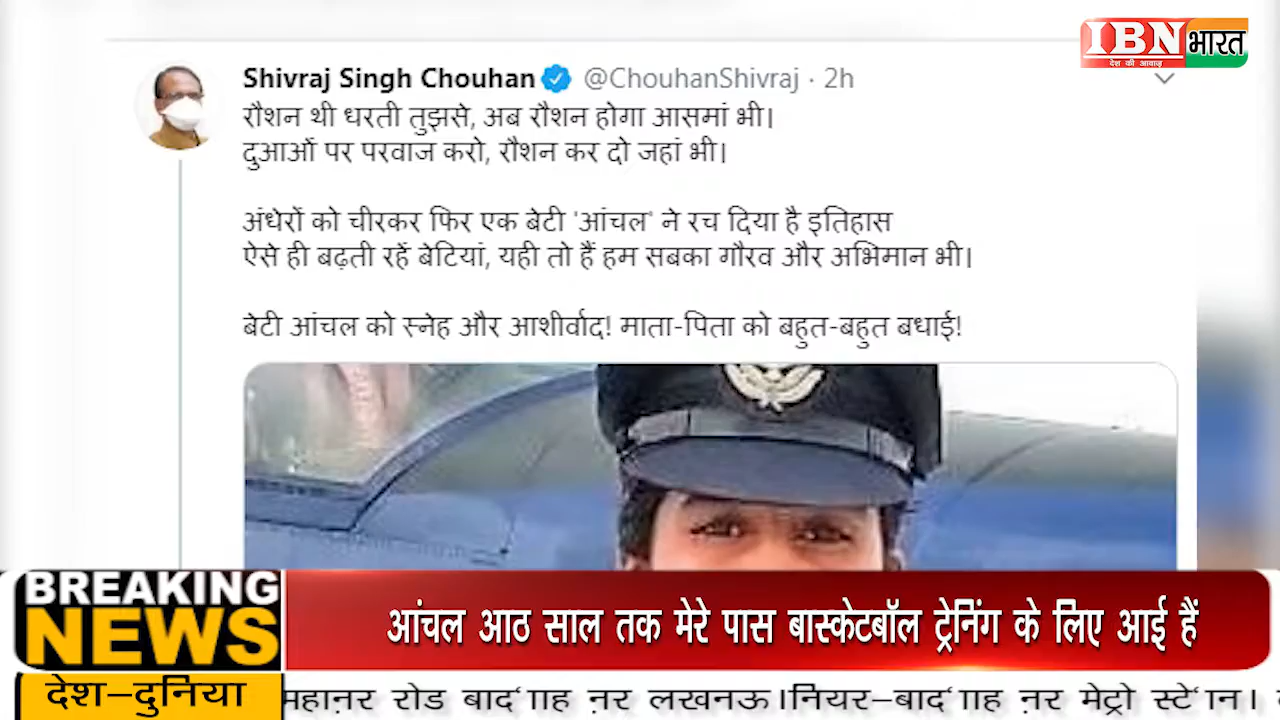 IBN भारत
देश की आवाज़
Shivraj Singh Chouhan @ChouhanShivraj · 2h
रौशन थी धरती तुझसे, अब रौशन होगा आसमां भी।
दुआओं पर परवाज करो, रौशन कर दो जहां भी।
अंधेरों को चीरकर फिर एक बेटी 'आंचल' ने रच दिया है इतिहास
ऐसे ही बढ़ती रहें बेटियां, यही तो हैं हम सबका गौरव और अभिमान भी।
बेटी आंचल को स्नेह और आशीर्वाद! माता-पिता को बहुत-बहुत बधाई!
BREAKING
NEWS
आंचल आठ साल तक मेरे पास बास्केटबॉल ट्रेनिंग के लिए आई हैं
देश–दुनिया
रोड बाद ाह लखनऊ।नियर–बाद ाह मेट्रो स्टे ान।